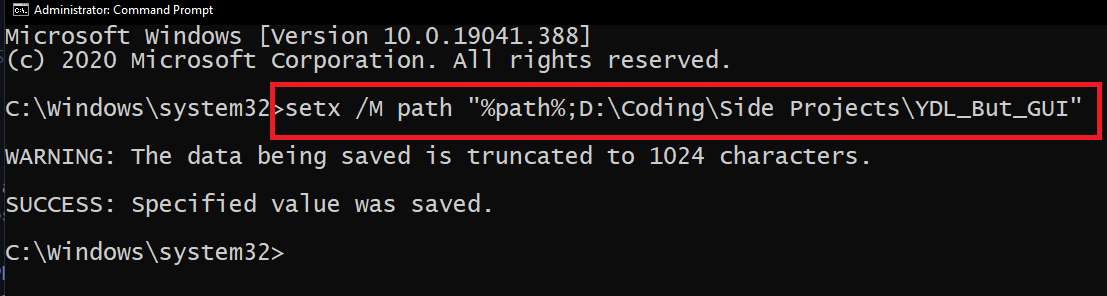 Administrator: Command Prompt
Microsoft Windows [Version 10.0.19041.388]
(c) 2020 Microsoft Corporation. All rights reserved.
C:\Windows\system32>setx /M path "%path%;D:\Coding\Side Projects\YDL_But_GUI"
WARNING: The data being saved is truncated to 1024 characters.
SUCCESS: Specified value was saved.
C:\Windows\system32>